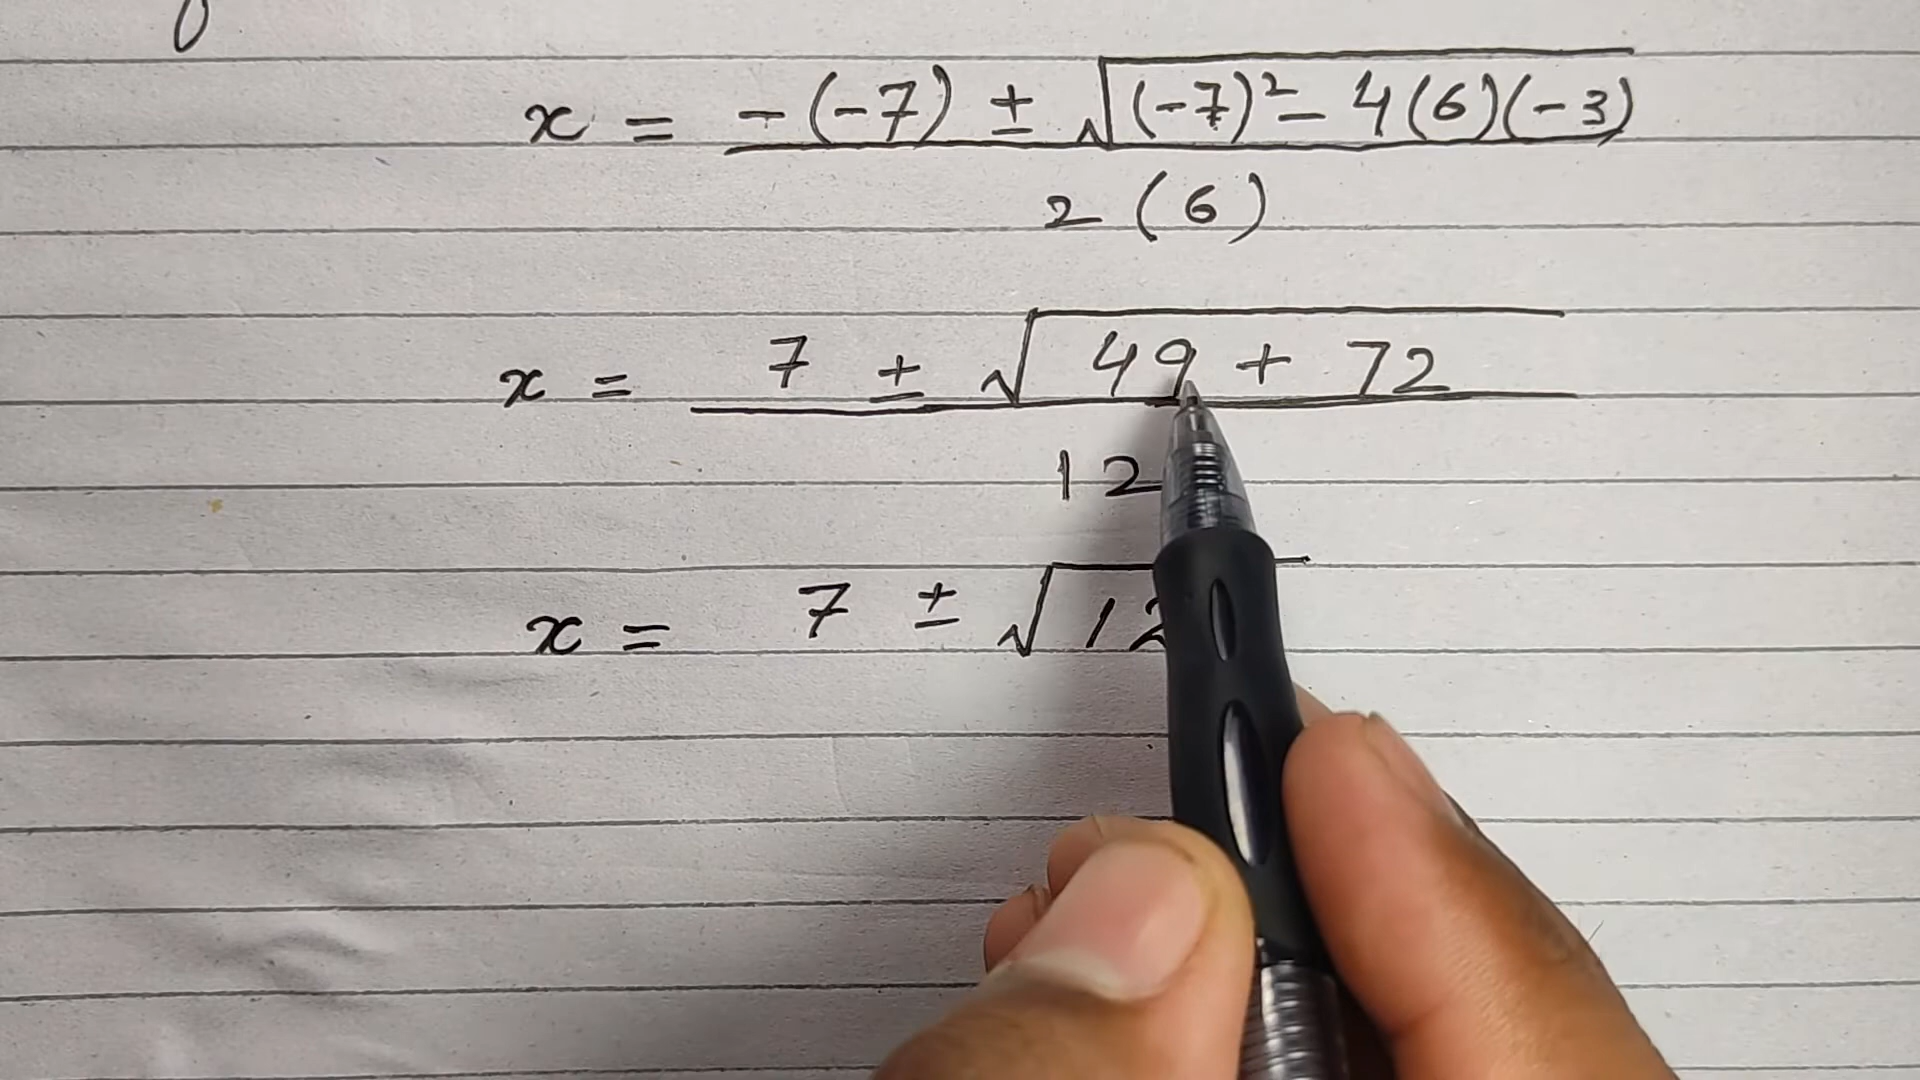 x = -(-7) ± √(-7)² - 4(6)(-3)
2(6)
x = 7 ± √49 + 72
12
x = 7 ± √12